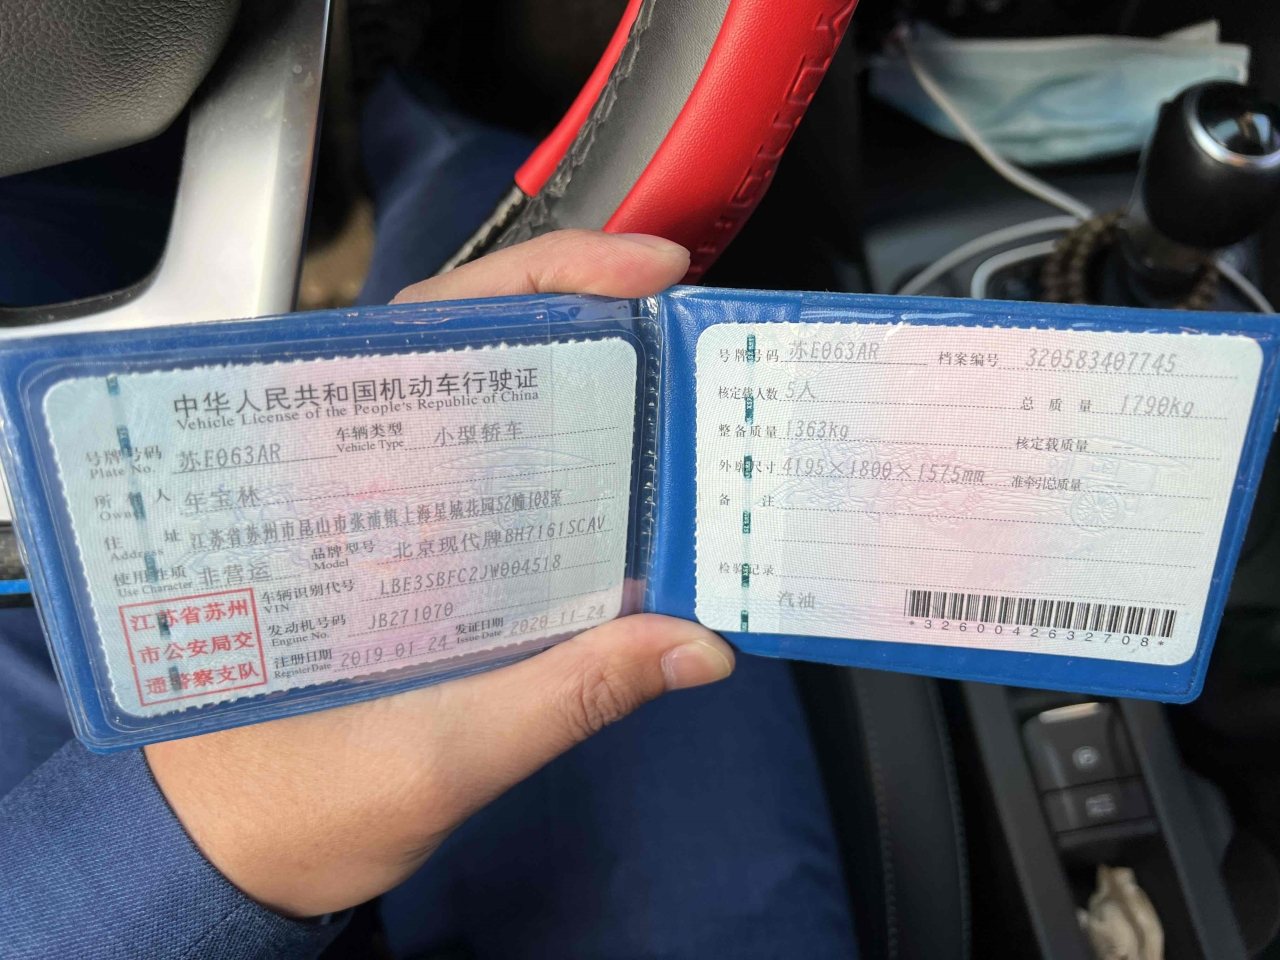 中华人民共和国机动车行驶证
Vehicle License of the People's Republic of China
号牌号码 苏E063AR 车辆类型 小型轿车
Plate No. Vehicle Type
所有人 年宝林
Owner
住址 江苏省苏州市昆山市张浦镇上海星城花园52幢108室
Address
使用性质 非营运 品牌型号 北京现代牌BH7161SCAV
Use Character Model
车辆识别代号 LBE3SBFC2JW004518
VIN
发动机号码 JB271070
Engine No.
注册日期 2019 01 24 发证日期 2020-11-24
Register Date Issue Date
江苏省苏州
市公安局交
通警察支队
号牌号码 苏E063AR 档案编号 320583407745
核定载人数 5人 总质量 1790Kg
整备质量 1363Kg 核定载质量
外廓尺寸 4195×1800×1575mm 准牵引总质量
备注
检验记录
汽油
*3260042632708*